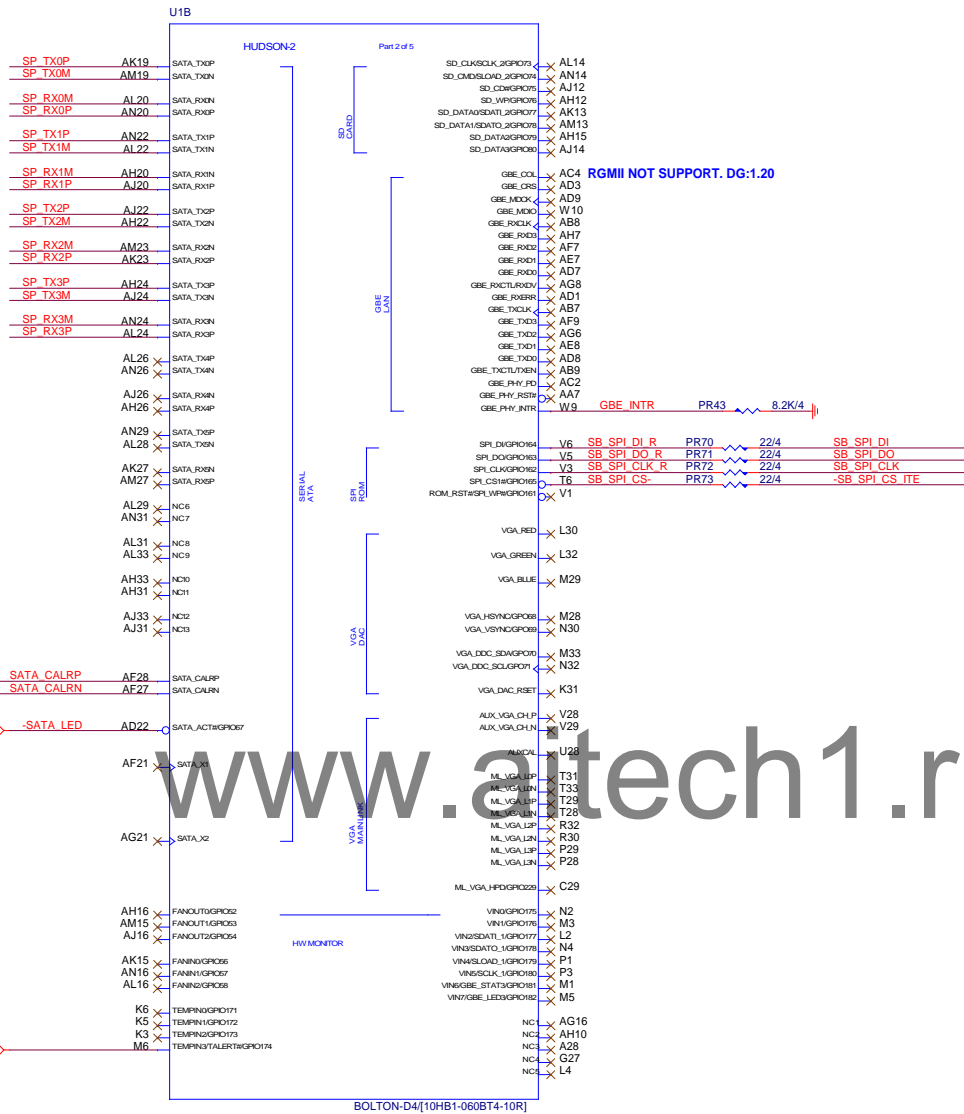 U1B
HUDSON-2 Part 2 of 5
SP_TX0P AK19 SATA_TX0P SD_CLK/SCLK_2/GPIO73 AL14
SP_TX0M AM19 SATA_TX0N SD_CMD/SLOAD_2/GPIO74 AN14
SD_CD#/GPIO75 AJ12
SP_RX0M AL20 SATA_RX0N SD_WP/GPIO76 AH12
SP_RX0P AN20 SATA_RX0P SD_DATA0/SDATI_2/GPIO77 AK13
SD_DATA1/SDATO_2/GPIO78 AM13
SP_TX1P AN22 SATA_TX1P SD_DATA2/GPIO79 AH15
SP_TX1M AL22 SATA_TX1N SD_DATA3/GPIO80 AJ14
SD CARD
SP_RX1M AH20 SATA_RX1N GBE_COL AC4 RGMII NOT SUPPORT. DG:1.20
SP_RX1P AJ20 SATA_RX1P GBE_CRS AD3
GBE_MDCK AD9
SP_TX2P AJ22 SATA_TX2P GBE_MDIO W10
SP_TX2M AH22 SATA_TX2N GBE_RXCLK AB8
GBE_RXD3 AH7
SP_RX2M AM23 SATA_RX2N GBE_RXD2 AF7
SP_RX2P AK23 SATA_RX2P GBE_RXD1 AE7
GBE_RXD0 AD7
SP_TX3P AH24 SATA_TX3P GBE_RXCTL/RXDV AG8
SP_TX3M AJ24 SATA_TX3N GBE_RXERR AD1
GBE LAN
GBE_TXCLK AB7
SP_RX3M AN24 SATA_RX3N GBE_TXD3 AF9
SP_RX3P AL24 SATA_RX3P GBE_TXD2 AG6
GBE_TXD1 AE8
AL26 SATA_TX4P GBE_TXD0 AD8
AN26 SATA_TX4N GBE_TXCTL/TXEN AB9
GBE_PHY_PD AC2
AJ26 SATA_RX4N GBE_PHY_RST# AA7
AH26 SATA_RX4P GBE_PHY_INTR W9 GBE_INTR PR43 8.2K/4
AN29 SATA_TX5P
AL28 SATA_TX5N SPI_DI/GPIO164 V6 SB_SPI_DI_R PR70 22/4 SB_SPI_DI
SPI_DO/GPIO163 V5 SB_SPI_DO_R PR71 22/4 SB_SPI_DO
AK27 SATA_RX5N SPI_CLK/GPIO162 V3 SB_SPI_CLK_R PR72 22/4 SB_SPI_CLK
AM27 SATA_RX5P SPI_CS1#/GPIO165 T6 SB_SPI_CS- PR73 22/4 -SB_SPI_CS_ITE
ROM_RST#/SPI_WP#/GPIO161 V1
SERIAL ATA
SPI ROM
AL29 NC6
AN31 NC7
VGA_RED L30
AL31 NC8
AL33 NC9 VGA_GREEN L32
AH33 NC10 VGA_BLUE M29
AH31 NC11
AJ33 NC12 VGA_HSYNC/GPO68 M28
AJ31 NC13 VGA_VSYNC/GPO69 N30
VGA DAC
VGA_DDC_SDA/GPO70 M33
VGA_DDC_SCL/GPO71 N32
SATA_CALRP AF28 SATA_CALRP
SATA_CALRN AF27 SATA_CALRN VGA_DAC_RSET K31
AUX_VGA_CH_P V28
-SATA_LED AD22 SATA_ACT#/GPIO67 AUX_VGA_CH_N V29
AUXCAL U28
AF21 SATA_X1
www.aitech1.r
ML_VGA_L0P T31
ML_VGA_L0N T33
ML_VGA_L1P T29
ML_VGA_L1N T28
ML_VGA_L2P R32
AG21 SATA_X2 ML_VGA_L2N R30
ML_VGA_L3P P29
ML_VGA_L3N P28
VGA MAINLINK
ML_VGA_HPD/GPIO229 C29
AH16 FANOUT0/GPIO52 VIN0/GPIO175 N2
AM15 FANOUT1/GPIO53 VIN1/GPIO176 M3
AJ16 FANOUT2/GPIO54 VIN2/SDATI_1/GPIO177 L2
HW MONITOR
VIN3/SDATO_1/GPIO178 N4
AK15 FANIN0/GPIO56 VIN4/SLOAD_1/GPIO179 P1
AN16 FANIN1/GPIO57 VIN5/SCLK_1/GPIO180 P3
AL16 FANIN2/GPIO58 VIN6/GBE_STAT3/GPIO181 M1
VIN7/GBE_LED3/GPIO182 M5
K6 TEMPIN0/GPIO171
K5 TEMPIN1/GPIO172 NC1 AG16
K3 TEMPIN2/GPIO173 NC2 AH10
M6 TEMPIN3/TALERT#/GPIO174 NC3 A28
NC4 G27
NC5 L4
BOLTON-D4/[10HB1-060BT4-10R]